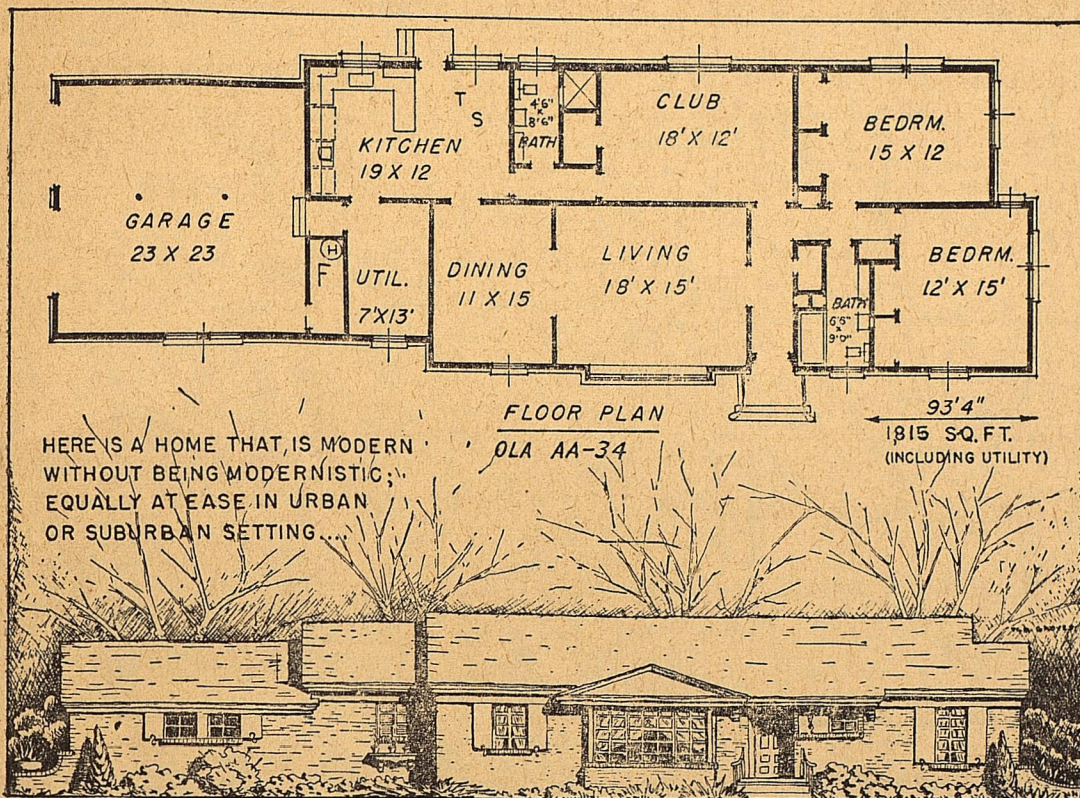 CLUB
18' X 12'
BEDRM.
15 X 12
T
S
4'6"
x
8'6"
BATH
KITCHEN
19 X 12
GARAGE
23 X 23
H
F
UTIL.
7'X13'
DINING
11 X 15
LIVING
18' X 15'
BEDRM.
12' X 15'
BATH
6'6"
x
9'0"
FLOOR PLAN
OLA AA-34
93'4"
1815 SQ. FT.
(INCLUDING UTILITY)
HERE IS A HOME THAT IS MODERN
WITHOUT BEING MODERNISTIC;
EQUALLY AT EASE IN URBAN
OR SUBURBAN SETTING....